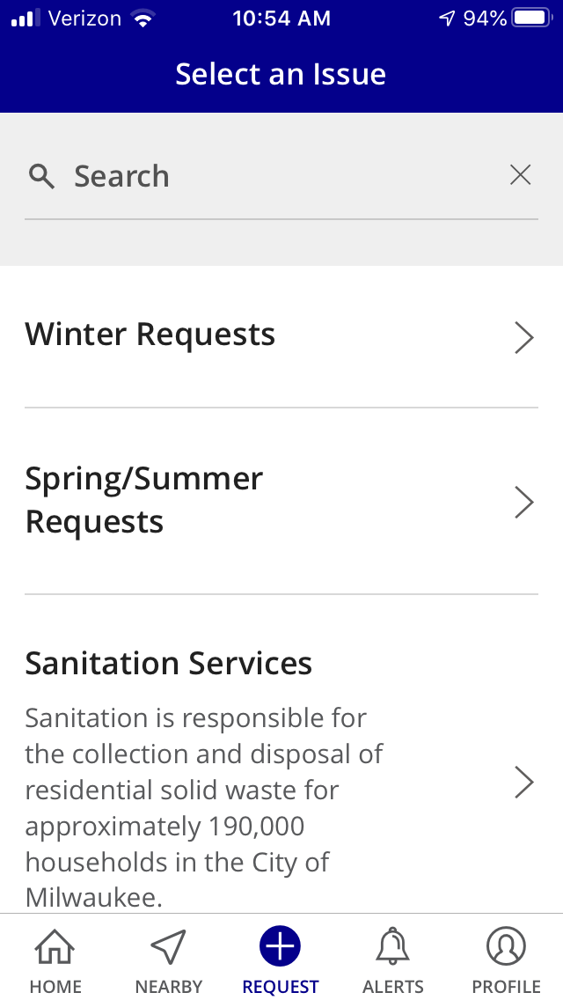 Verizon 10:54 AM 94%
Select an Issue
Search
Winter Requests
Spring/Summer
Requests
Sanitation Services
Sanitation is responsible for
the collection and disposal of
residential solid waste for
approximately 190,000
households in the City of
Milwaukee.
HOME NEARBY REQUEST ALERTS PROFILE